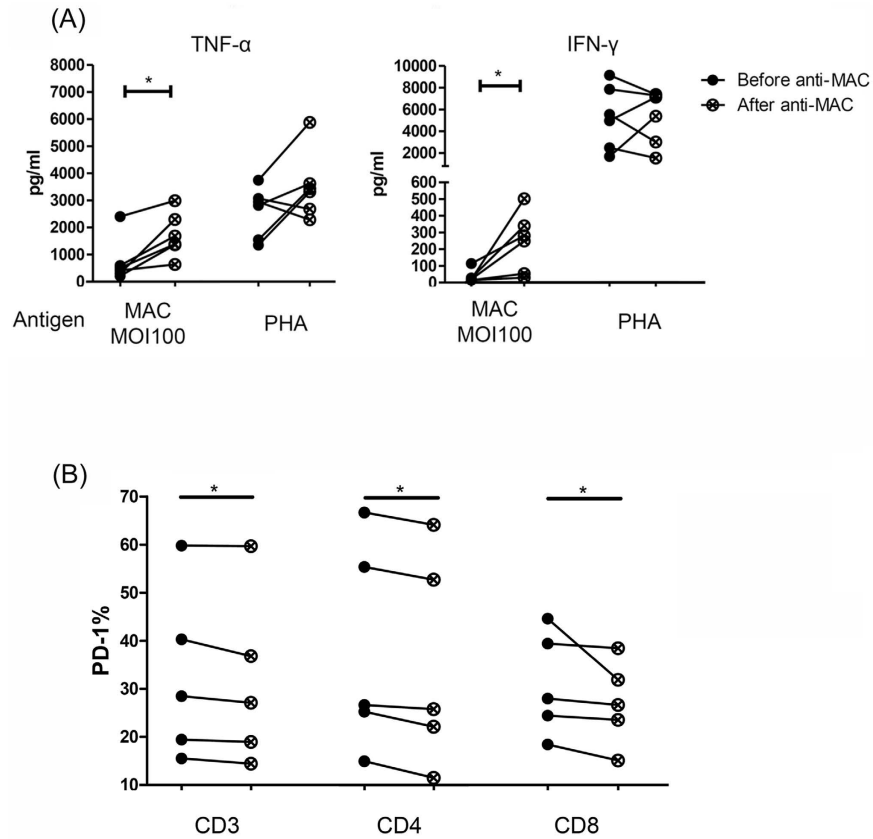 (A)
TNF-α
IFN-γ
8000
7000
6000
5000
4000
3000
2000
1000
0
pg/ml
*
10000
8000
6000
4000
2000
600
500
400
300
200
100
0
pg/ml
*
Before anti-MAC
After anti-MAC
Antigen
MAC
MOI100
PHA
MAC
MOI100
PHA
(B)
70
60
50
40
30
20
10
PD-1%
*
*
*
CD3
CD4
CD8